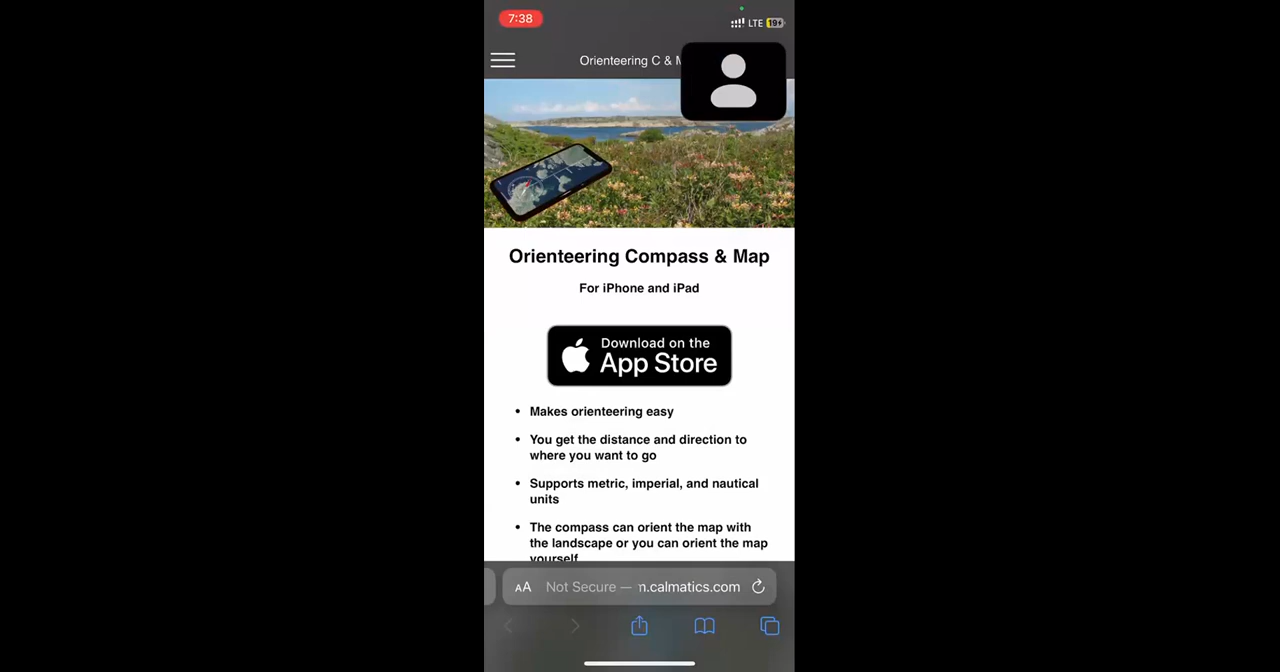 7:38
LTE 19
Orienteering C & M
Orienteering Compass & Map
For iPhone and iPad
Download on the
App Store
• Makes orienteering easy
• You get the distance and direction to
where you want to go
• Supports metric, imperial, and nautical
units
• The compass can orient the map with
the landscape or you can orient the map
yourself
AA Not Secure — n.calmatics.com